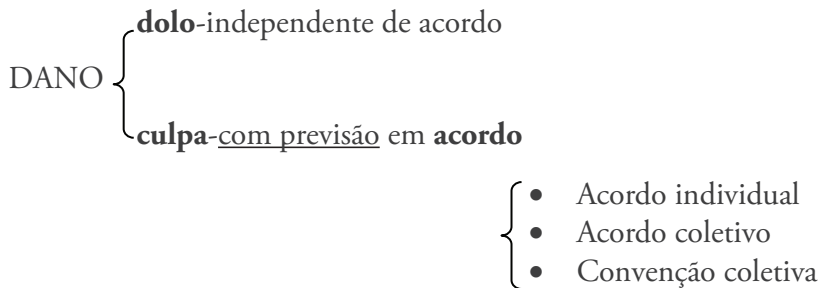 dolo-independente de acordo
DANO
culpa-com previsão em acordo
• Acordo individual
• Acordo coletivo
• Convenção coletiva